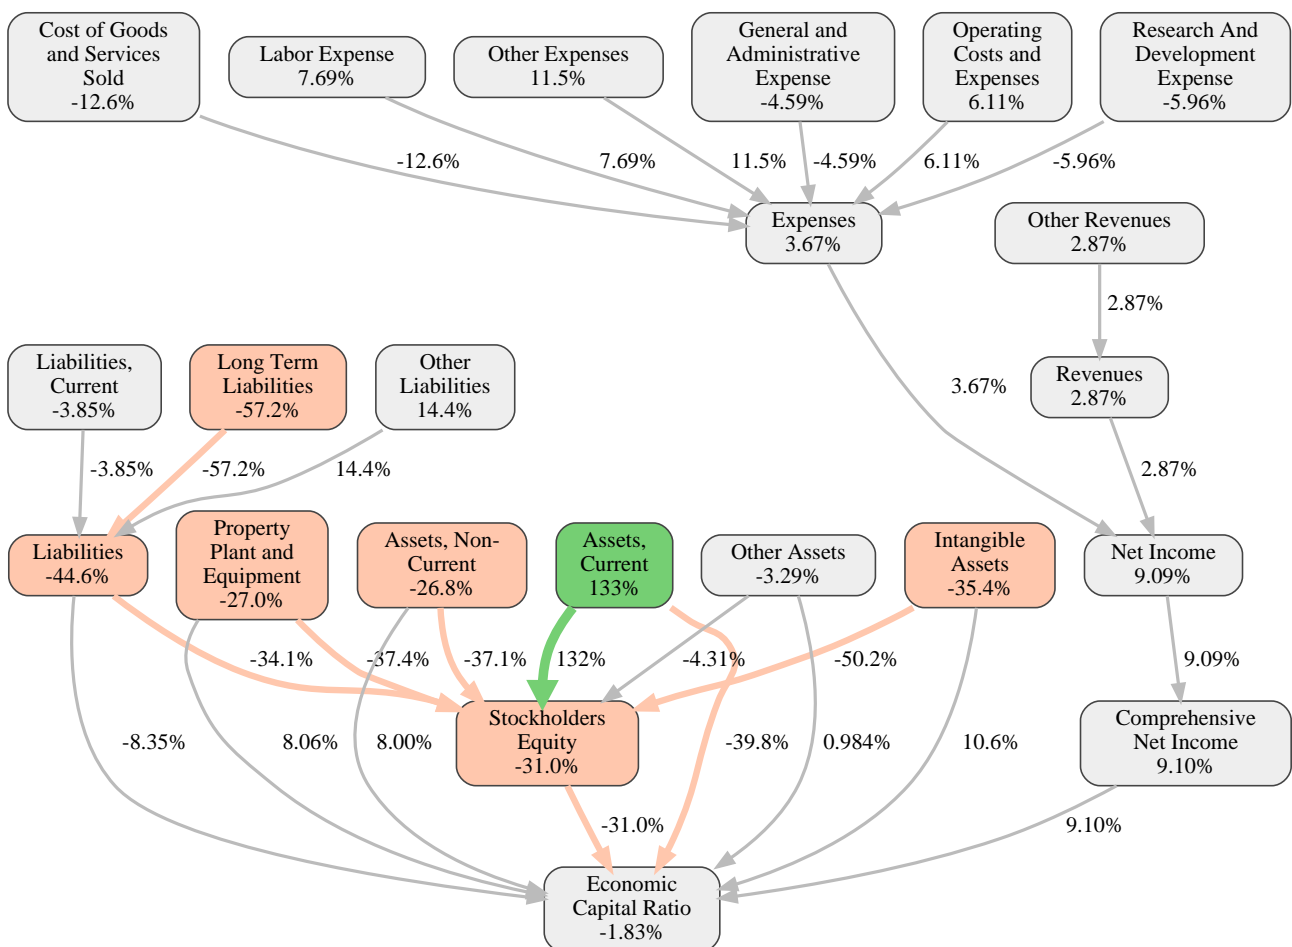 Cost of Goods
and Services
Sold
-12.6%
Labor Expense
7.69%
Other Expenses
11.5%
General and
Administrative
Expense
-4.59%
Operating
Costs and
Expenses
6.11%
Research And
Development
Expense
-5.96%
-12.6%
7.69%
11.5%
-4.59%
6.11%
-5.96%
Expenses
3.67%
Other Revenues
2.87%
2.87%
Liabilities,
Current
-3.85%
Long Term
Liabilities
-57.2%
Other
Liabilities
14.4%
3.67%
Revenues
2.87%
-3.85%
-57.2%
14.4%
2.87%
Liabilities
-44.6%
Property
Plant and
Equipment
-27.0%
Assets, Non-
Current
-26.8%
Assets,
Current
133%
Other Assets
-3.29%
Intangible
Assets
-35.4%
Net Income
9.09%
-34.1%
-37.4%
-37.1%
132%
-4.31%
-50.2%
9.09%
-8.35%
8.06%
8.00%
Stockholders
Equity
-31.0%
-39.8%
0.984%
10.6%
Comprehensive
Net Income
9.10%
-31.0%
9.10%
Economic
Capital Ratio
-1.83%